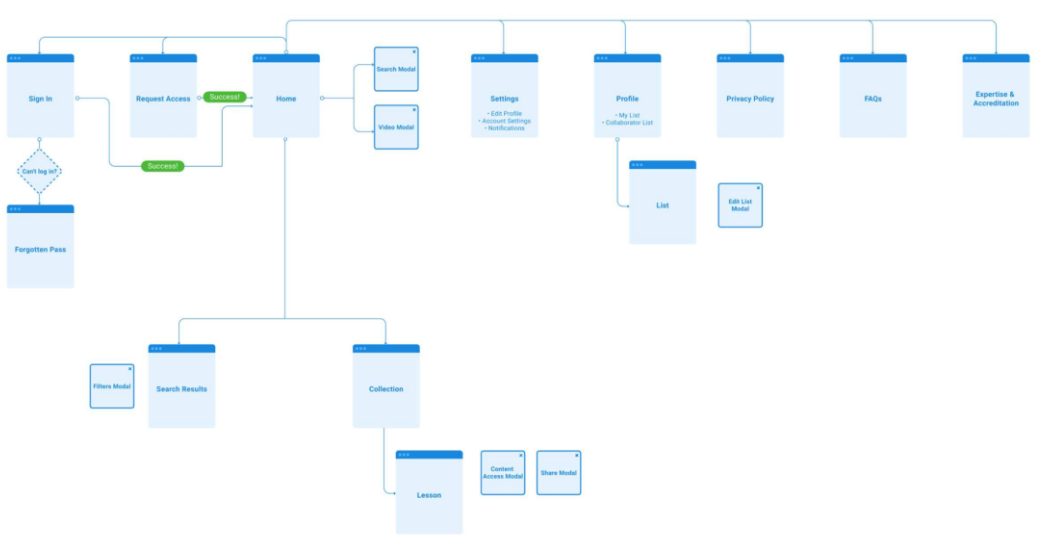 Sign In
Request Access
Success!
Home
Search Modal
Video Modal
Settings
• Edit Profile
• Account Settings
• Notifications
Profile
• My List
• Collaborator List
Privacy Policy
FAQs
Expertise &
Accreditation
Success!
Can't log in?
Forgotten Pass
List
Edit List
Modal
Filters Modal
Search Results
Collection
Lesson
Content
Access Modal
Share Modal